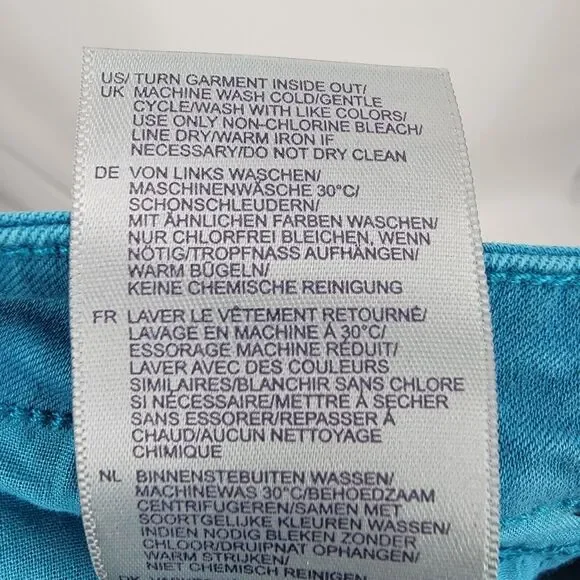 US/ TURN GARMENT INSIDE OUT/
UK MACHINE WASH COLD/GENTLE
CYCLE/WASH WITH LIKE COLORS/
USE ONLY NON-CHLORINE BLEACH/
LINE DRY/WARM IRON IF
NECESSARY/DO NOT DRY CLEAN
DE VON LINKS WASCHEN/
MASCHINENWÄSCHE 30°C/
SCHONSCHLEUDERN/
MIT ÄHNLICHEN FARBEN WASCHEN/
NUR CHLORFREI BLEICHEN, WENN
NÖTIG/TROPFNASS AUFHÄNGEN/
WARM BÜGELN/
KEINE CHEMISCHE REINIGUNG
FR LAVER LE VÊTEMENT RETOURNÉ/
LAVAGE EN MACHINE À 30°C/
ESSORAGE MACHINE RÉDUIT/
LAVER AVEC DES COULEURS
SIMILAIRES/BLANCHIR SANS CHLORE
SI NÉCESSAIRE/METTRE À SECHER
SANS ESSORER/REPASSER À
CHAUD/AUCUN NETTOYAGE
CHIMIQUE
NL BINNENSTEBUITEN WASSEN/
MACHINEWAS 30°C/BEHOEDZAAM
CENTRIFUGEREN/SAMEN MET
SOORTGELIJKE KLEUREN WASSEN/
INDIEN NODIG BLEKEN ZONDER
CHLOOR/DRUIPNAT OPHANGEN/
WARM STRIJKEN/
NIET CHEMISCH REINIGEN